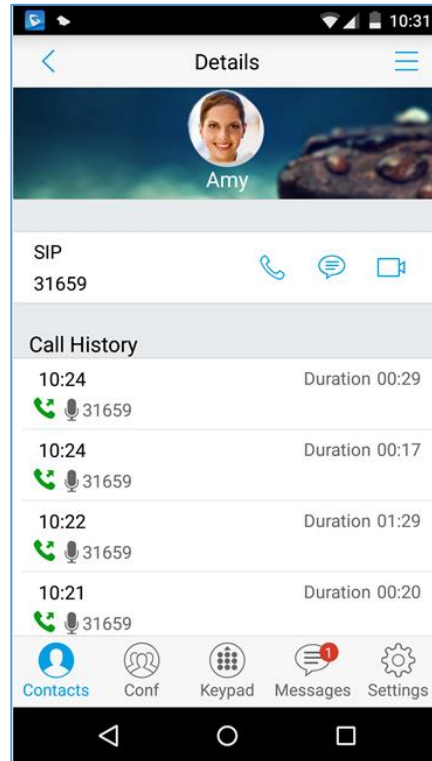 10:31
Details
Amy
SIP
31659
Call History
10:24 Duration 00:29
31659
10:24 Duration 00:17
31659
10:22 Duration 01:29
31659
10:21 Duration 00:20
31659
1
Contacts Conf Keypad Messages Settings